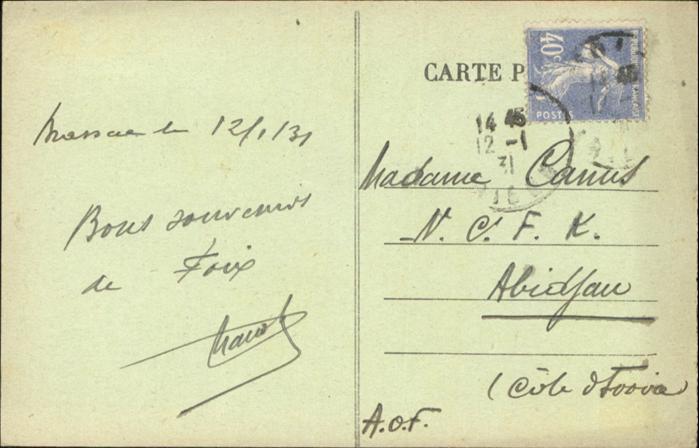 12/1/31
Bons souvenirs
de Foix
CARTE P
40c
POSTES
14 45
12 -1
31
Madame Camus
N. C. F. K.
Abidjan
(Côte d'Ivoire
A.O.F.